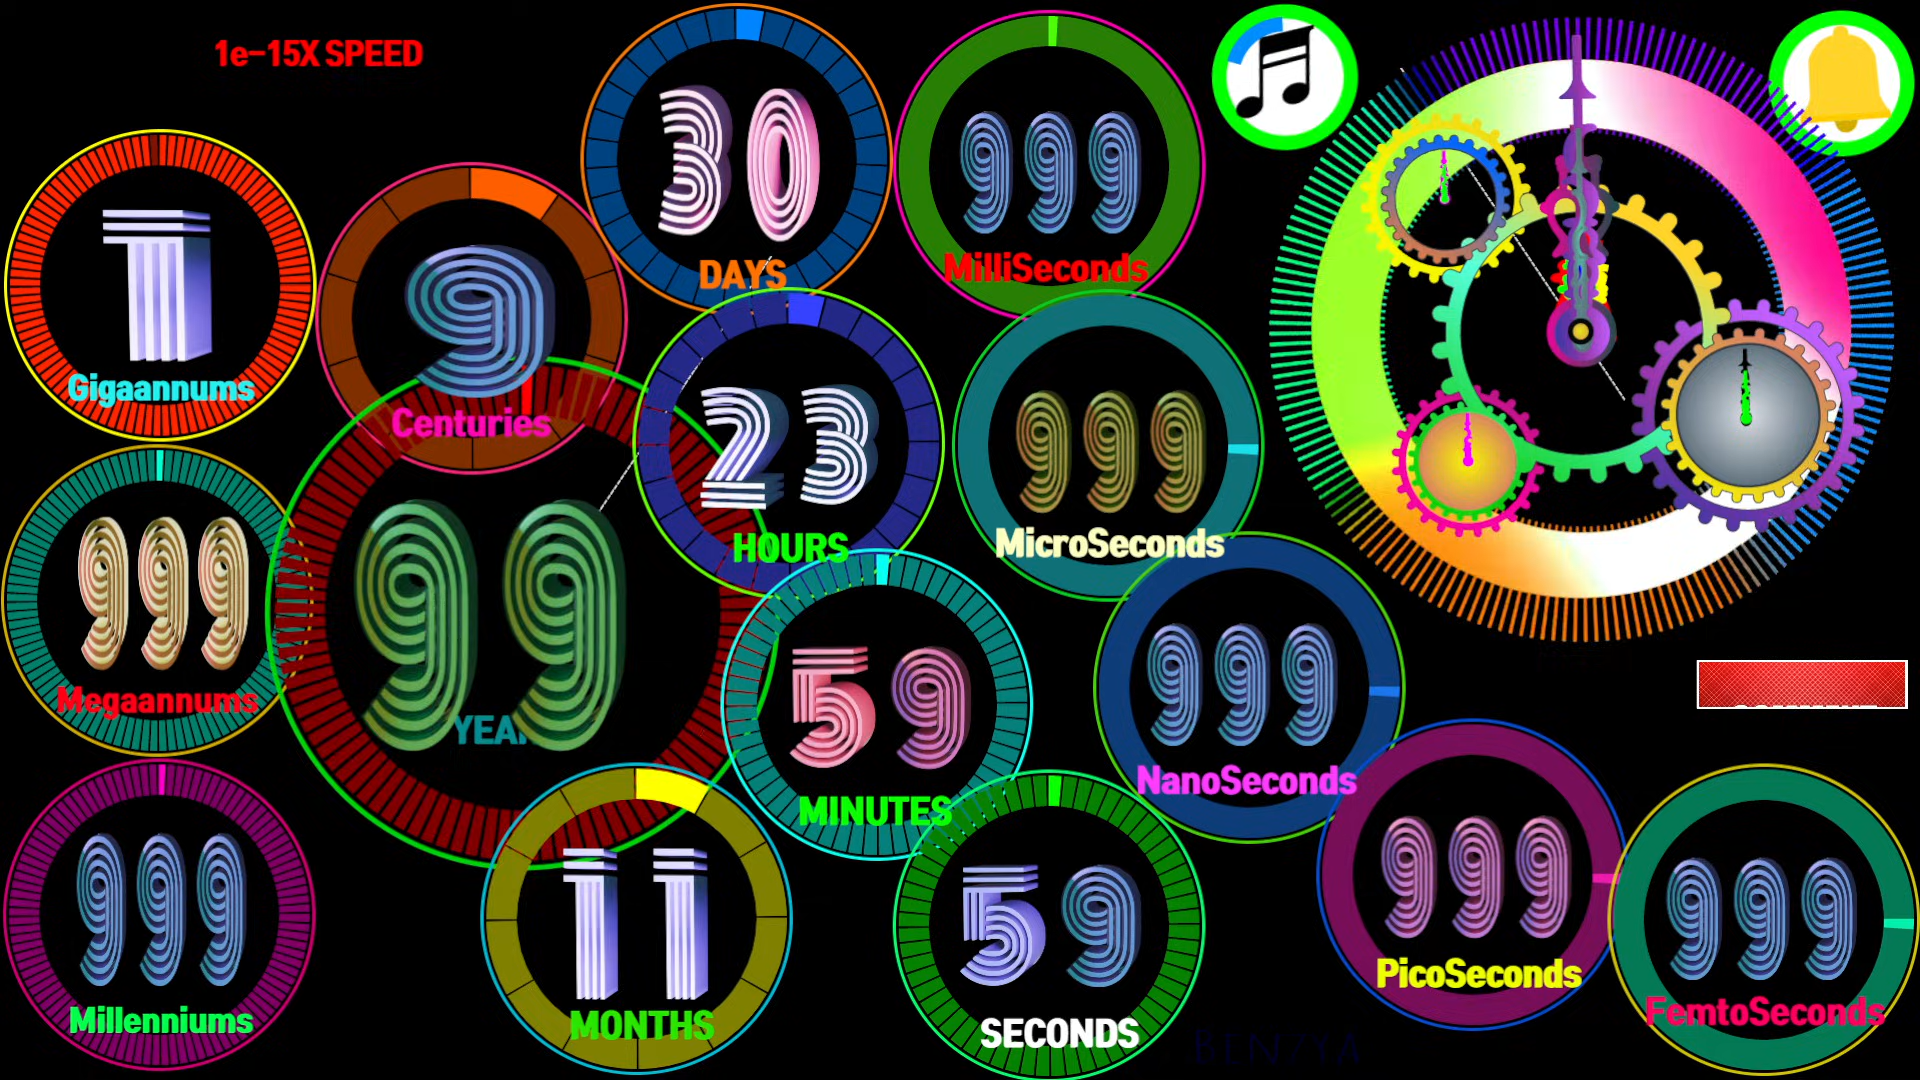 1e-15X SPEED
30
DAYS
999
MilliSeconds
1
Gigaannums
9
Centuries
23
HOURS
999
MicroSeconds
999
Megaannums
99
YEAR
59
MINUTES
999
NanoSeconds
999
Millenniums
11
MONTHS
59
SECONDS
999
PicoSeconds
999
FemtoSeconds